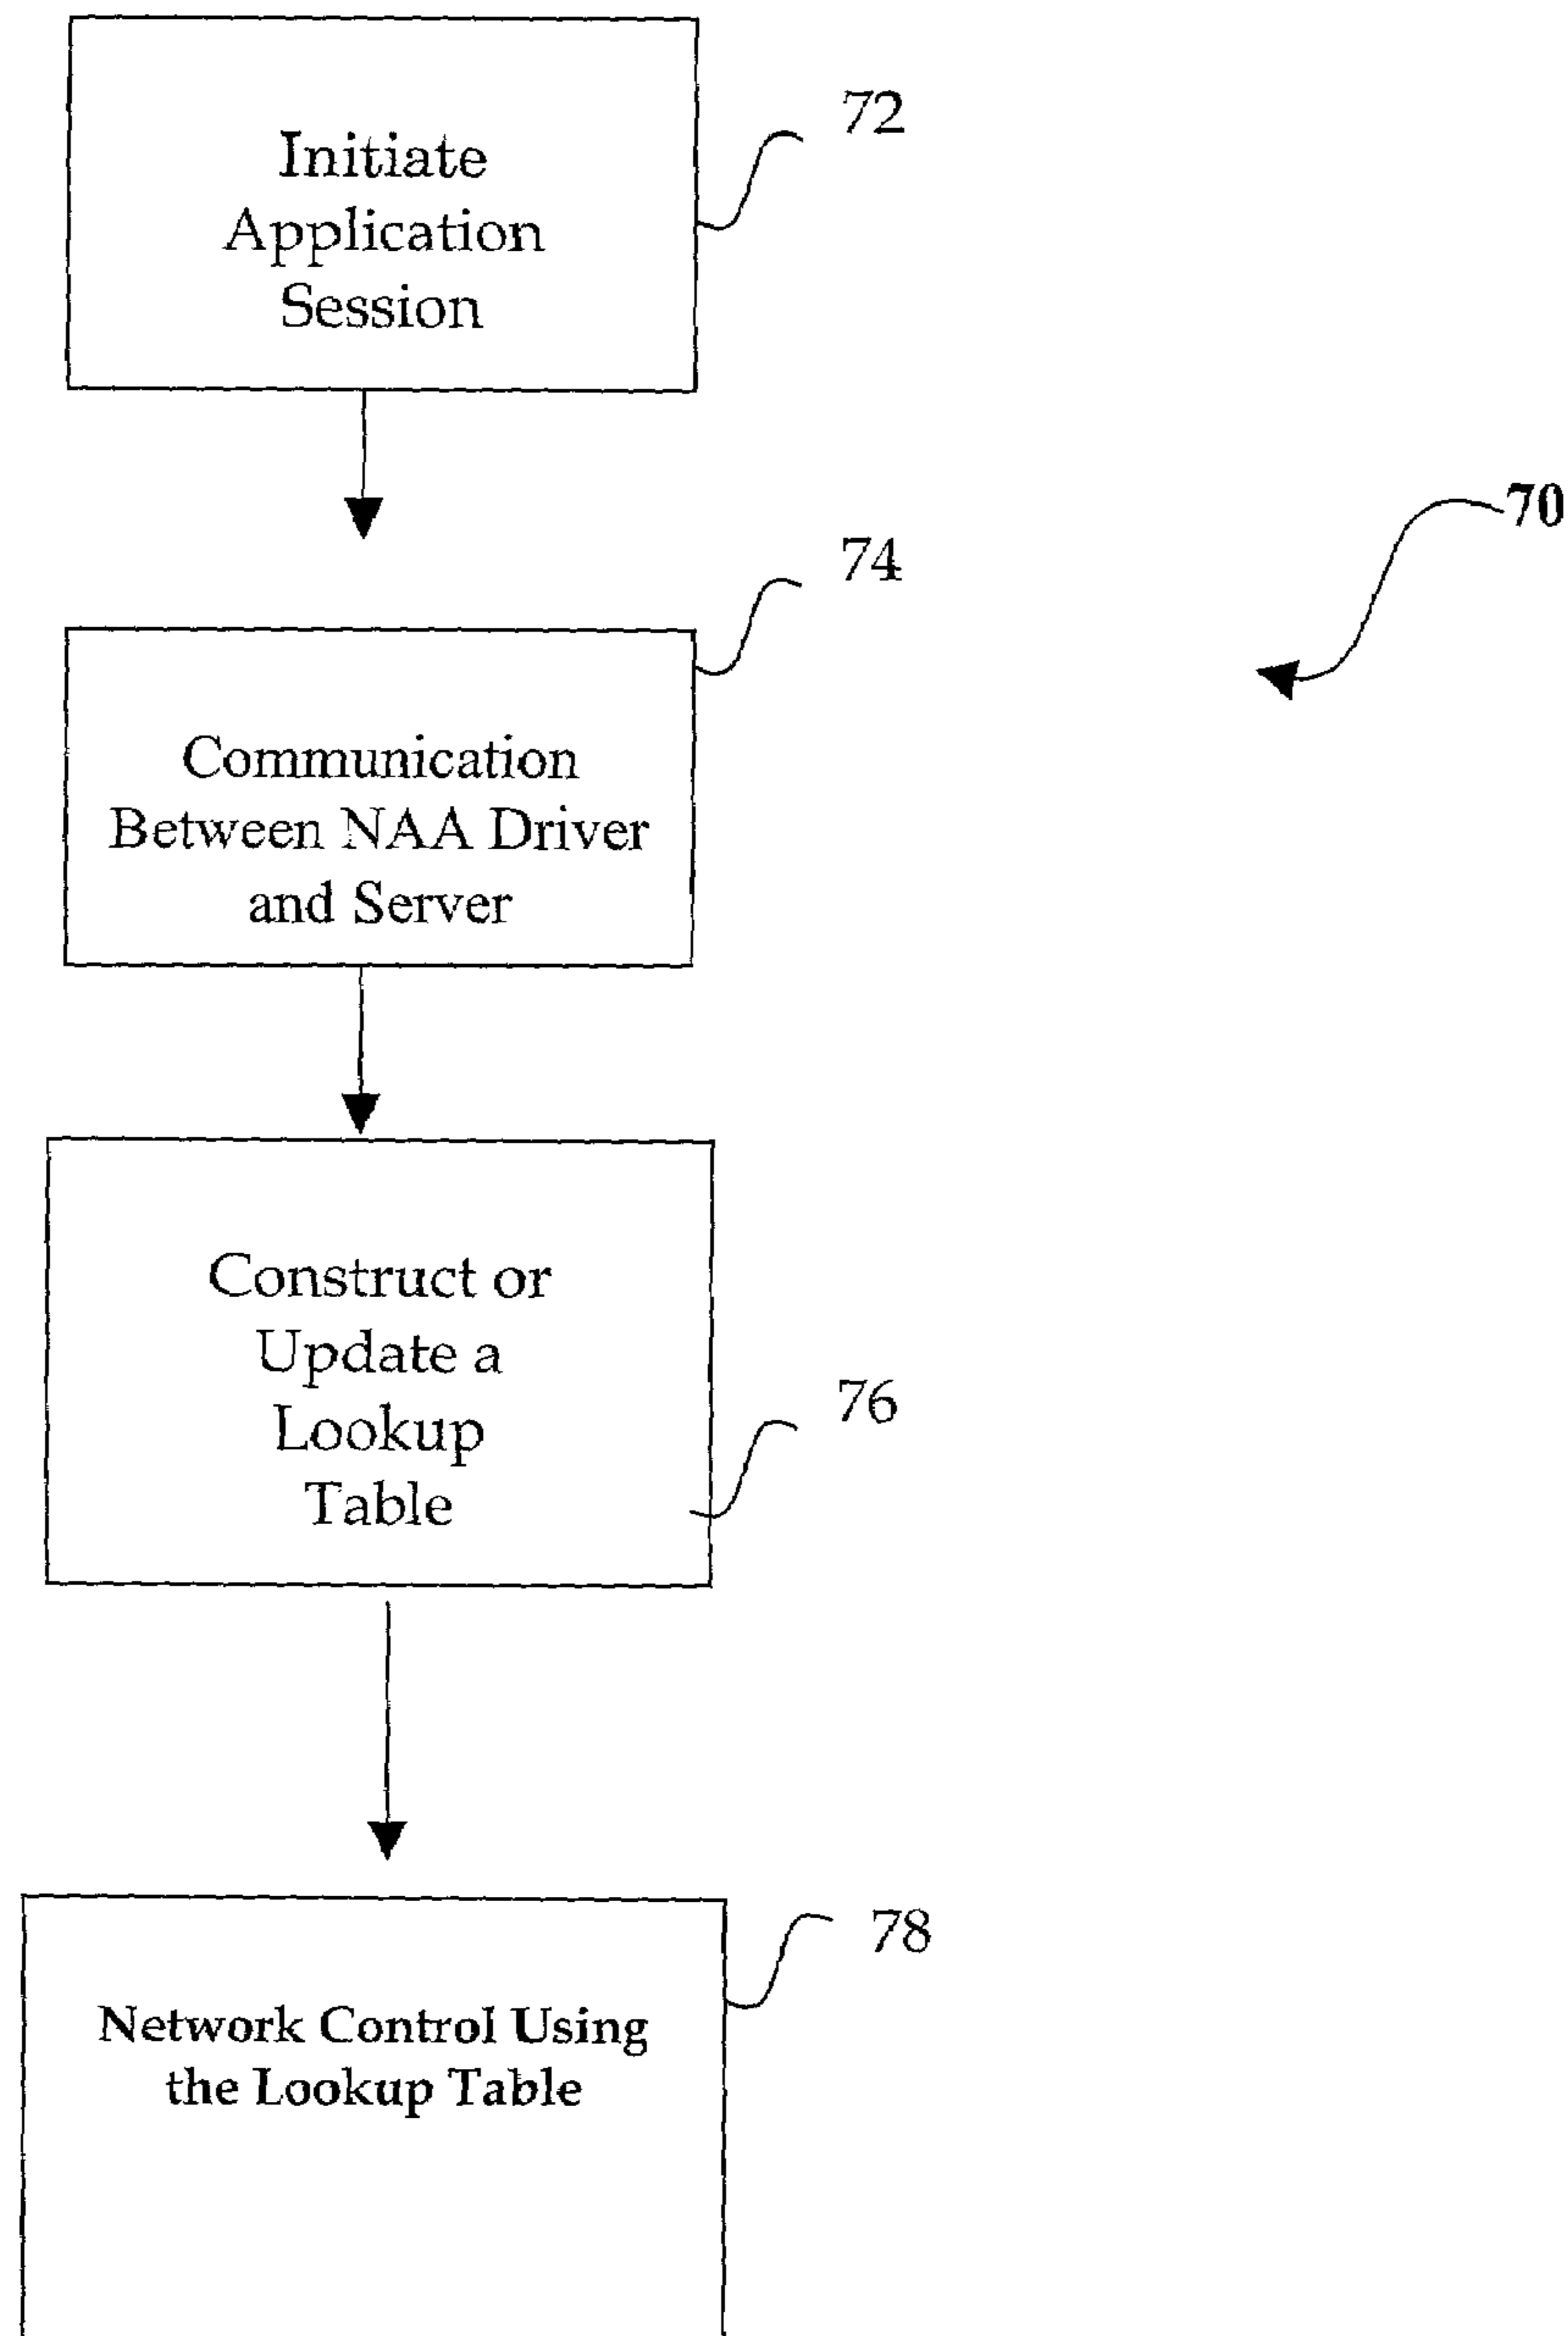 Initiate
Application
Session
72
70
74
Communication
Between NAA Driver
and Server
Construct or
Update a
Lookup
Table
76
78
Network Control Using
the Lookup Table